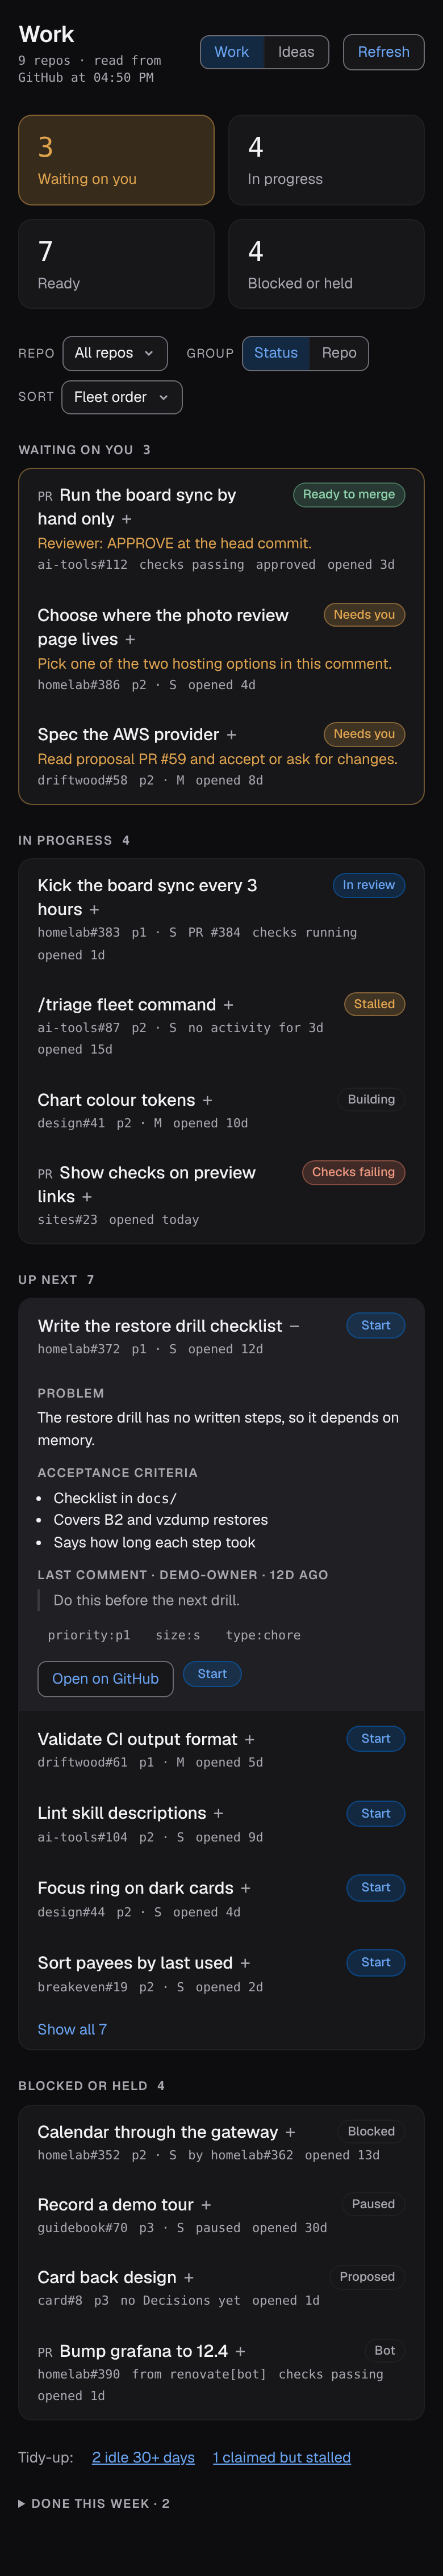 Work
9 repos · read from
GitHub at 04:50 PM
Work Ideas
Refresh
3
Waiting on you
4
In progress
7
Ready
4
Blocked or held
REPO All repos GROUP Status Repo
SORT Fleet order
WAITING ON YOU 3
PR Run the board sync by
hand only +
Ready to merge
Reviewer: APPROVE at the head commit.
ai-tools#112 checks passing approved opened 3d
Choose where the photo review
page lives +
Needs you
Pick one of the two hosting options in this comment.
homelab#386 p2 · S opened 4d
Spec the AWS provider +
Needs you
Read proposal PR #59 and accept or ask for changes.
driftwood#58 p2 · M opened 8d
IN PROGRESS 4
Kick the board sync every 3
hours +
In review
homelab#383 p1 · S PR #384 checks running
opened 1d
/triage fleet command +
Stalled
ai-tools#87 p2 · S no activity for 3d
opened 15d
Chart colour tokens +
Building
design#41 p2 · M opened 10d
PR Show checks on preview
links +
Checks failing
sites#23 opened today
UP NEXT 7
Write the restore drill checklist −
Start
homelab#372 p1 · S opened 12d
PROBLEM
The restore drill has no written steps, so it depends on
memory.
ACCEPTANCE CRITERIA
• Checklist in docs/
• Covers B2 and vzdump restores
• Says how long each step took
LAST COMMENT · DEMO-OWNER · 12D AGO
Do this before the next drill.
priority:p1 size:s type:chore
Open on GitHub Start
Validate CI output format +
Start
driftwood#61 p1 · M opened 5d
Lint skill descriptions +
Start
ai-tools#104 p2 · S opened 9d
Focus ring on dark cards +
Start
design#44 p2 · S opened 4d
Sort payees by last used +
Start
breakeven#19 p2 · S opened 2d
Show all 7
BLOCKED OR HELD 4
Calendar through the gateway +
Blocked
homelab#352 p2 · S by homelab#362 opened 13d
Record a demo tour +
Paused
guidebook#70 p3 · S paused opened 30d
Card back design +
Proposed
card#8 p3 no Decisions yet opened 1d
PR Bump grafana to 12.4 +
Bot
homelab#390 from renovate[bot] checks passing
opened 1d
Tidy-up: 2 idle 30+ days 1 claimed but stalled
▶ DONE THIS WEEK · 2